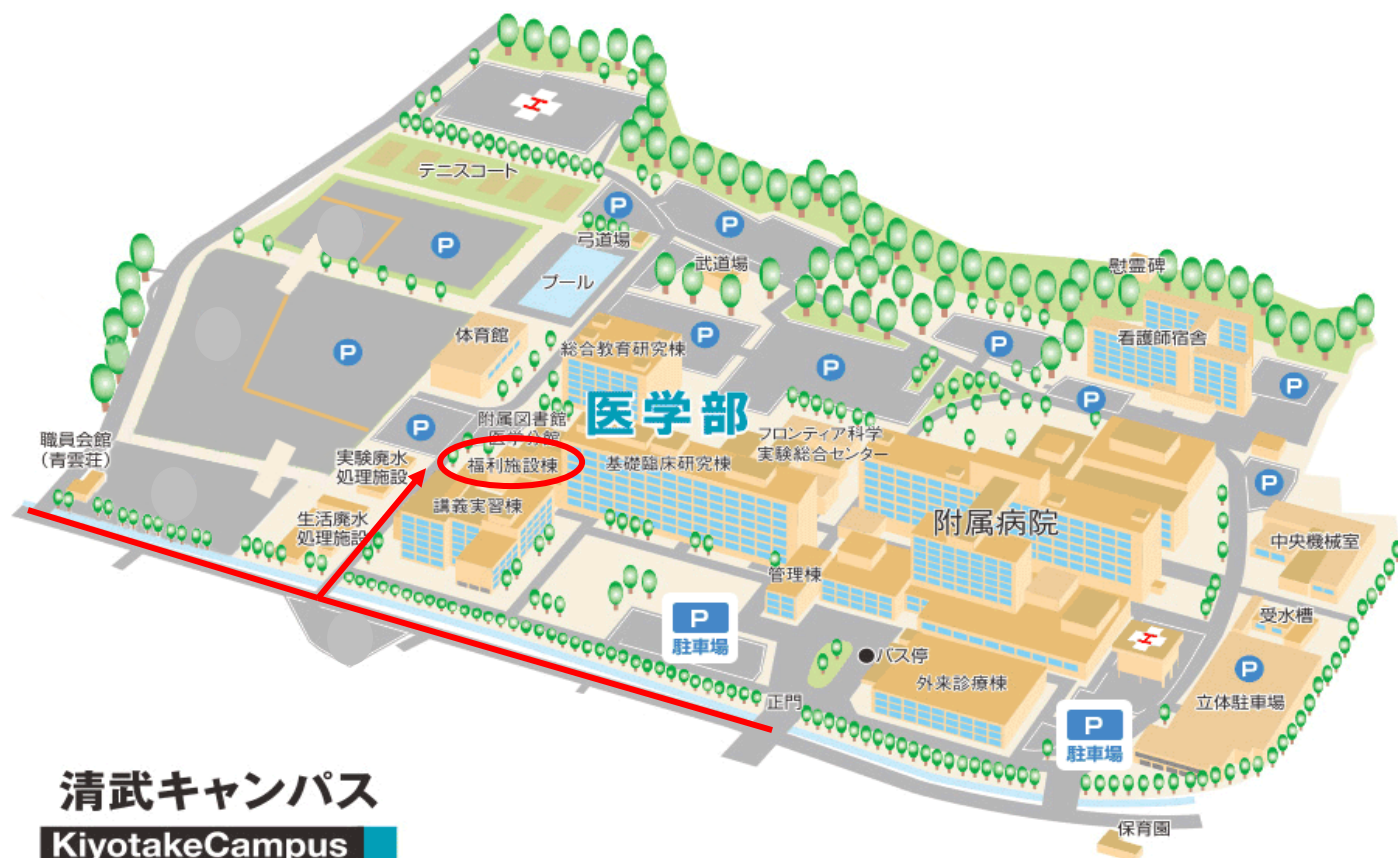 エ
テニスコート
P
P
P
弓道場
武道場
慰霊碑
プール
体育館
総合教育研究棟
P
P
P
看護師宿舎
P
P
P
医学部
P
附属図書館
医学分館
フロンティア科学
実験総合センター
職員会館
(青雲荘)
実験廃水
処理施設
福利施設棟
基礎臨床研究棟
P
講義実習棟
生活廃水
処理施設
附属病院
中央機械室
管理棟
P
駐車場
受水槽
エ
バス停
外来診療棟
P
立体駐車場
正門
P
駐車場
清武キャンパス
KiyotakeCampus
保育園